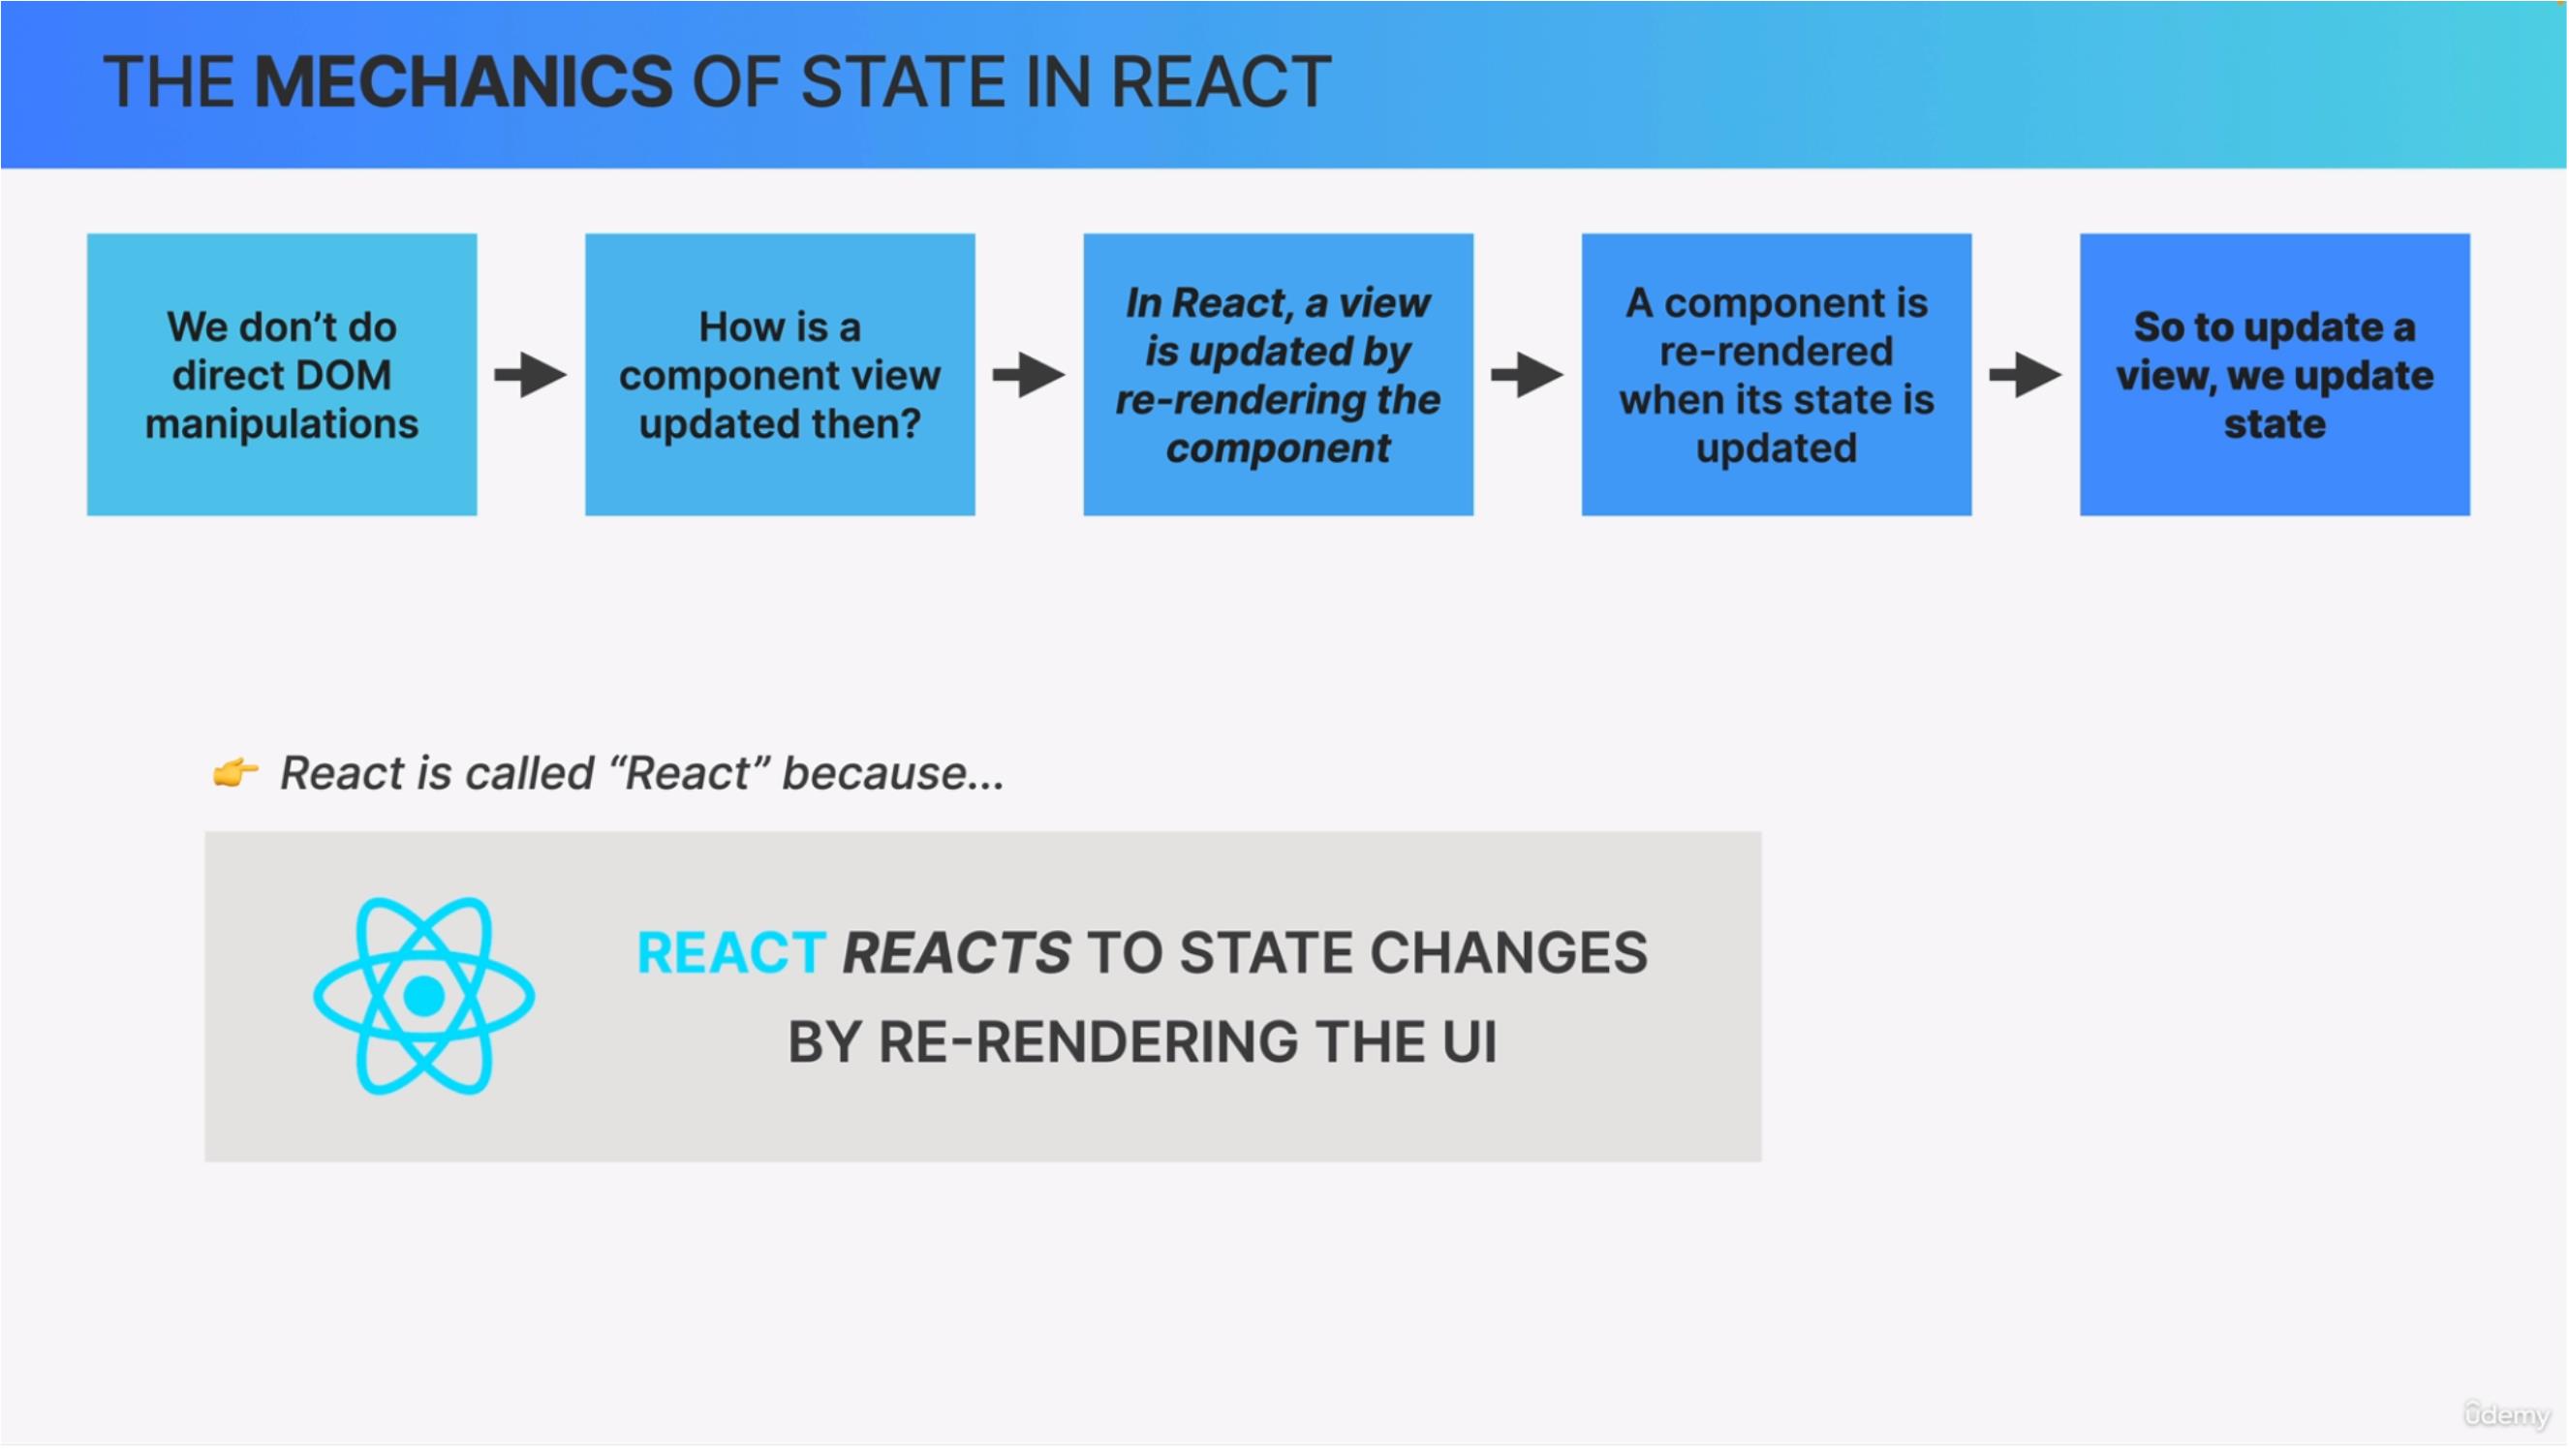 THE MECHANICS OF STATE IN REACT
We don’t do
direct DOM
manipulations
How is a
component view
updated then?
In React, a view
is updated by
re-rendering the
component
A component is
re-rendered
when its state is
updated
So to update a
view, we update
state
👉 React is called “React” because…
REACT REACTS TO STATE CHANGES
BY RE-RENDERING THE UI
ûdemy